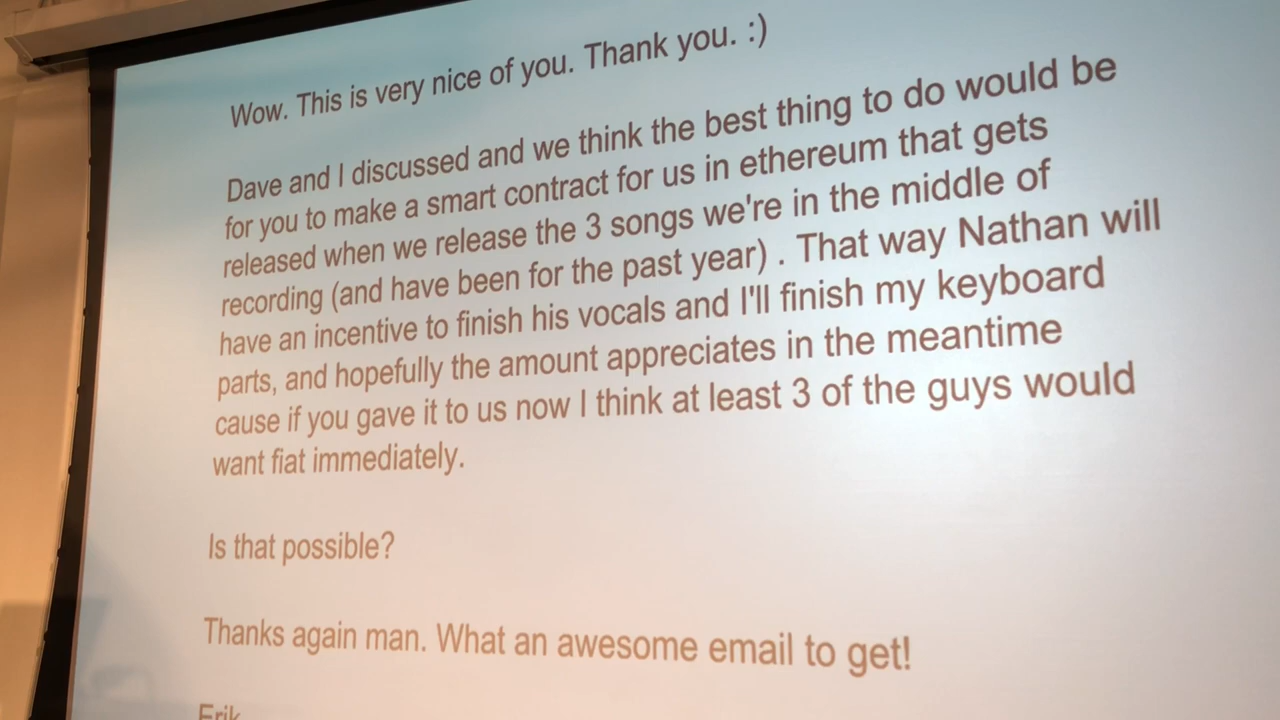 Wow. This is very nice of you. Thank you. :)
Dave and I discussed and we think the best thing to do would be
for you to make a smart contract for us in ethereum that gets
released when we release the 3 songs we're in the middle of
recording (and have been for the past year) . That way Nathan will
have an incentive to finish his vocals and I'll finish my keyboard
parts, and hopefully the amount appreciates in the meantime
cause if you gave it to us now I think at least 3 of the guys would
want fiat immediately.
Is that possible?
Thanks again man. What an awesome email to get!
Erik